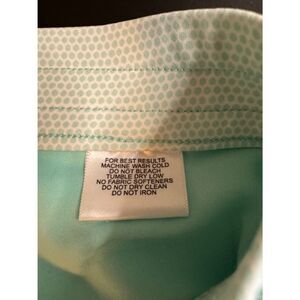 FOR BEST RESULTS
MACHINE WASH COLD
DO NOT BLEACH
TUMBLE DRY LOW
NO FABRIC SOFTENERS
DO NOT DRY CLEAN
DO NOT IRON